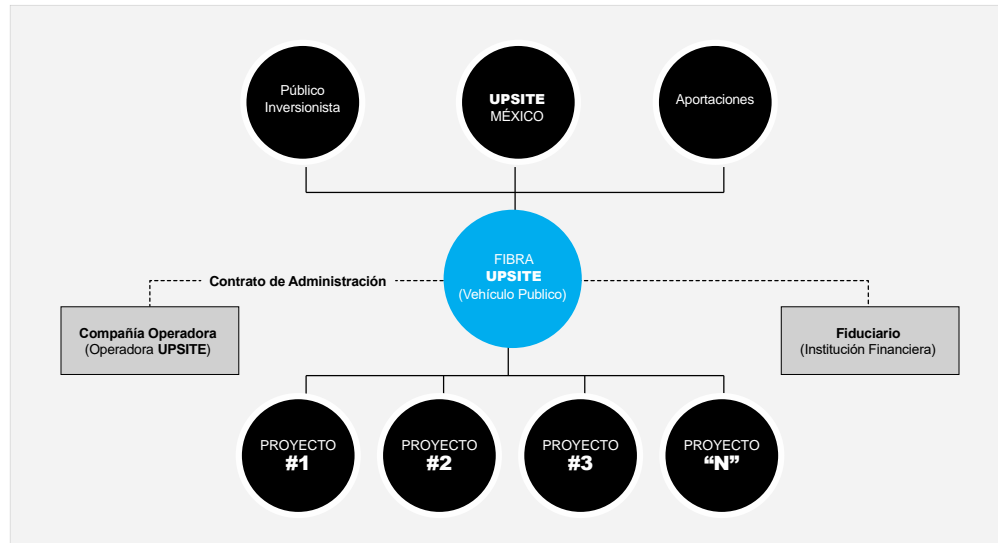 Público
Inversionista
UPSITE
MÉXICO
Aportaciones
FIBRA
UPSITE
(Vehículo Publico)
Contrato de Administración
Compañía Operadora
(Operadora UPSITE)
Fiduciario
(Institución Financiera)
PROYECTO
#1
PROYECTO
#2
PROYECTO
#3
PROYECTO
“N”